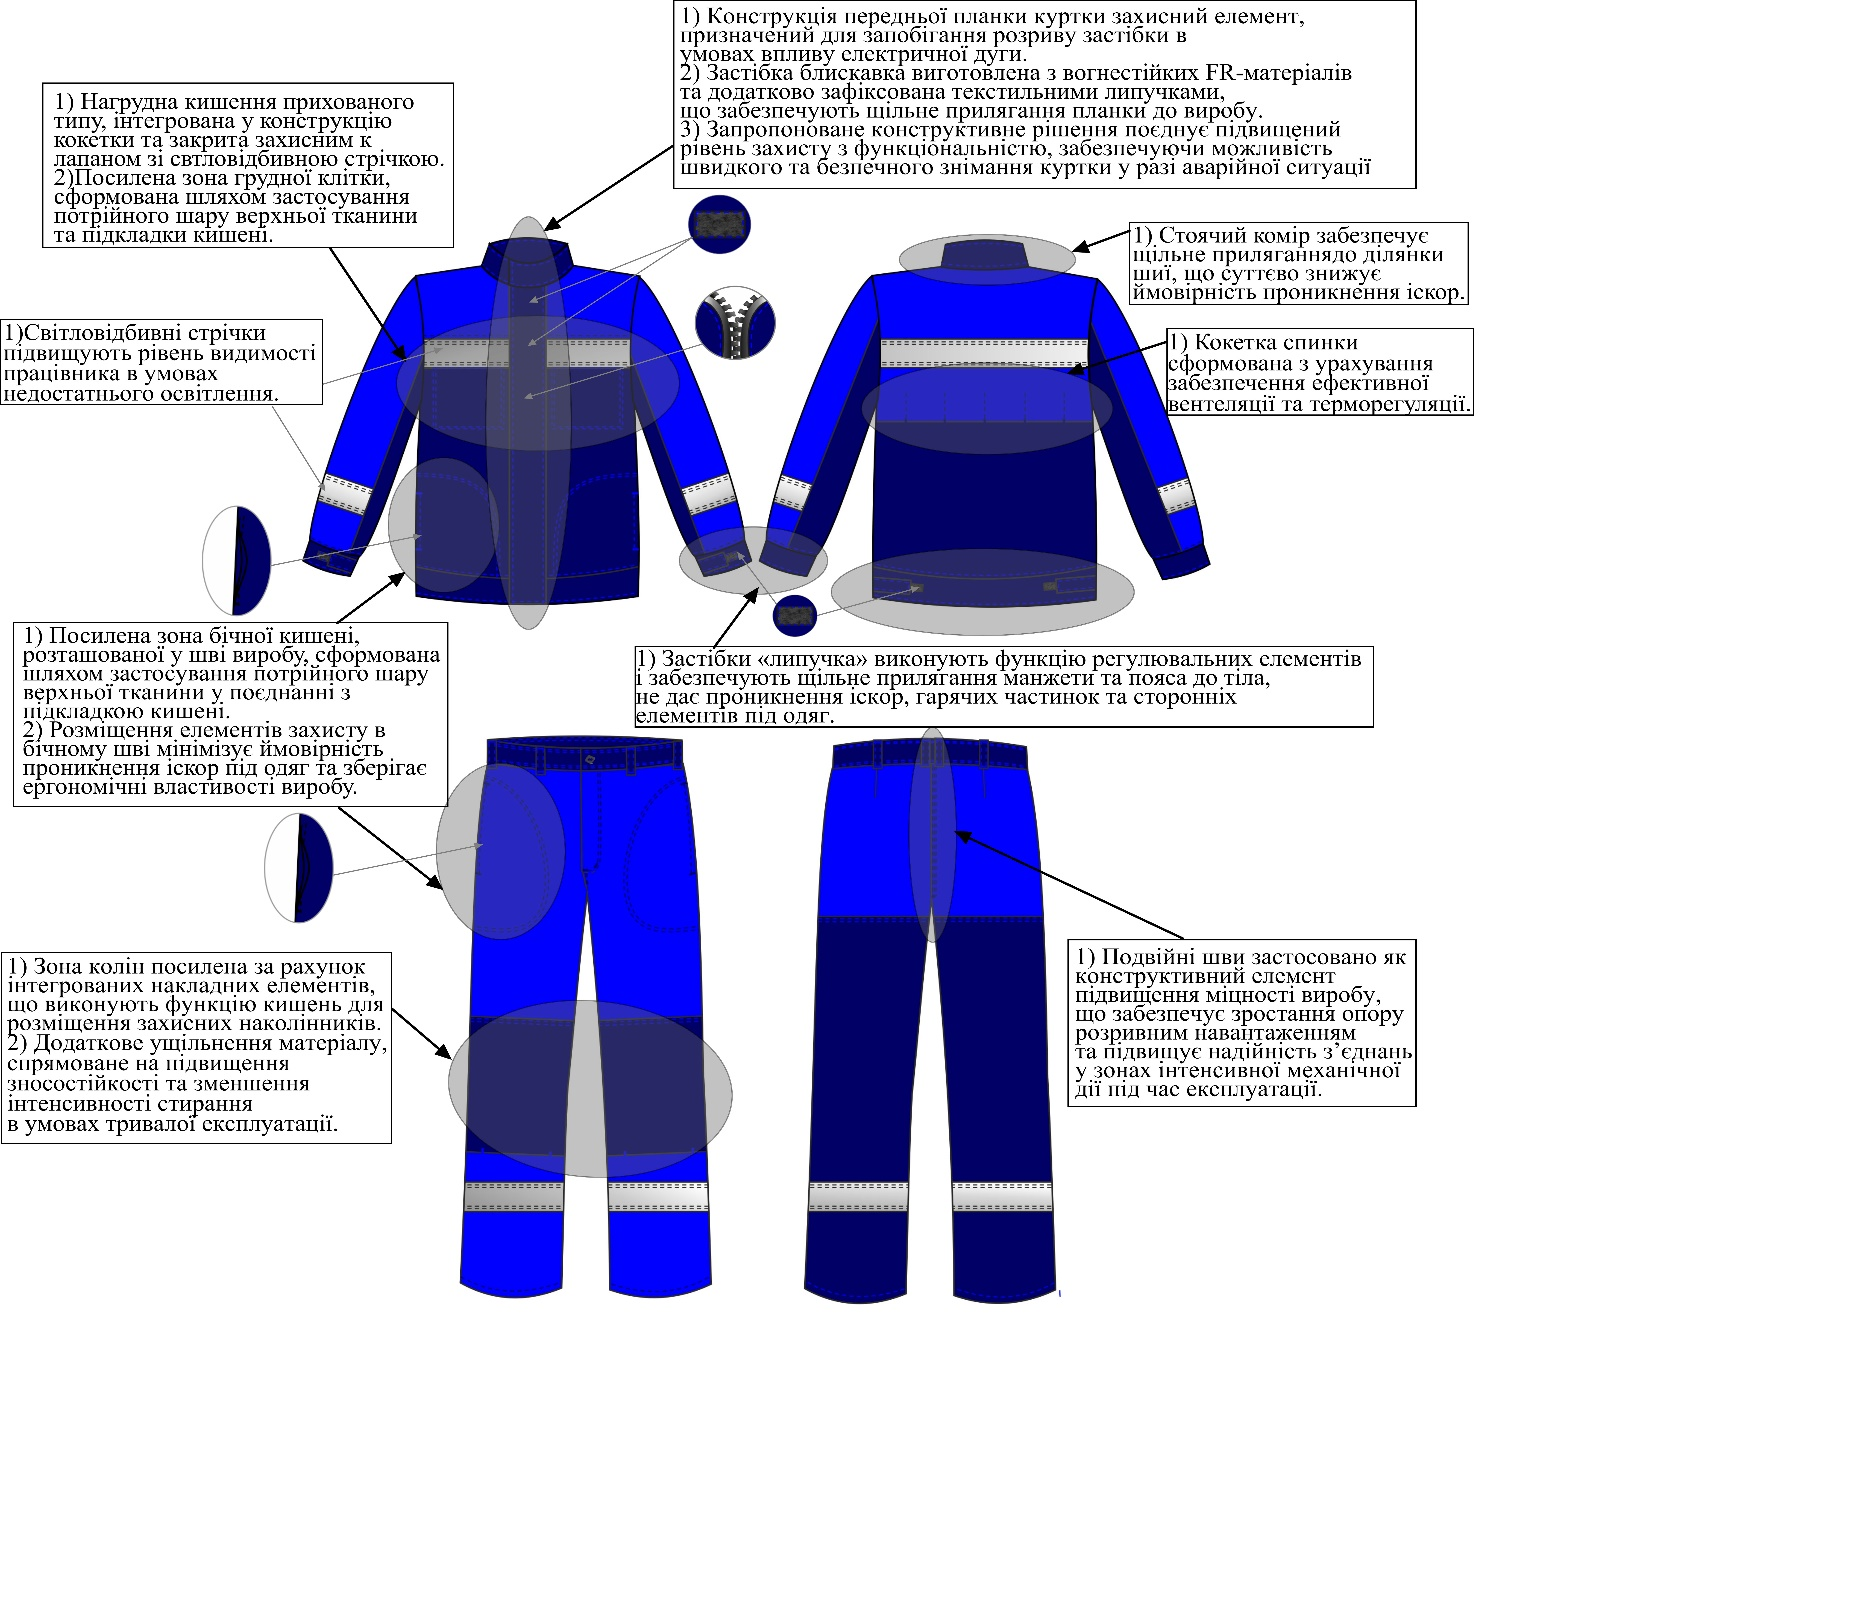 1) Конструкція передньої планки куртки захисний елемент,
призначений для запобігання розриву застібки в
умовах впливу електричної дуги.
2) Застібка блискавка виготовлена з вогнестійких FR-матеріалів
та додатково зафіксована текстильними липучками,
що забезпечують щільне прилягання планки до виробу.
3) Запропоноване конструктивне рішення поєднує підвищений
рівень захисту з функціональністю, забезпечуючи можливість
швидкого та безпечного знімання куртки у разі аварійної ситуації
1) Нагрудна кишення прихованого
типу, інтегрована у конструкцію
кокетки та закрита захисним к
лапаном зі свтловідбивною стрічкою.
2)Посилена зона грудної клітки,
сформована шляхом застосування
потрійного шару верхньої тканини
та підкладки кишені.
1) Стоячий комір забезпечує
щільне приляганнядо ділянки
шиї, що суттєво знижує
ймовірність проникнення іскор.
1)Світловідбивні стрічки
підвищують рівень видимості
працівника в умовах
недостатнього освітлення.
1) Кокетка спинки
сформована з урахування
забезпечення ефективної
вентеляції та терморегуляції.
1) Посилена зона бічної кишені,
розташованої у шві виробу, сформована
шляхом застосування потрійного шару
верхньої тканини у поєднанні з
підкладкою кишені.
2) Розміщення елементів захисту в
бічному шві мінімізує ймовірність
проникнення іскор під одяг та зберігає
ергономічні властивості виробу.
1) Застібки «липучка» виконують функцію регулювальних елементів
і забезпечують щільне прилягання манжети та пояса до тіла,
не дає проникнення іскор, гарячих частинок та сторонніх
елементів під одяг.
1) Зона колін посилена за рахунок
інтегрованих накладних елементів,
що виконують функцію кишень для
розміщення захисних наколінників.
2) Додаткове ущільнення матеріалу,
спрямоване на підвищення
зносостійкості та зменшення
інтенсивності стирання
в умовах тривалої експлуатації.
1) Подвійні шви застосовано як
конструктивний елемент
підвищення міцності виробу,
що забезпечує зростання опору
розривним навантаженням
та підвищує надійність з’єднань
у зонах інтенсивної механічної
дії під час експлуатації.